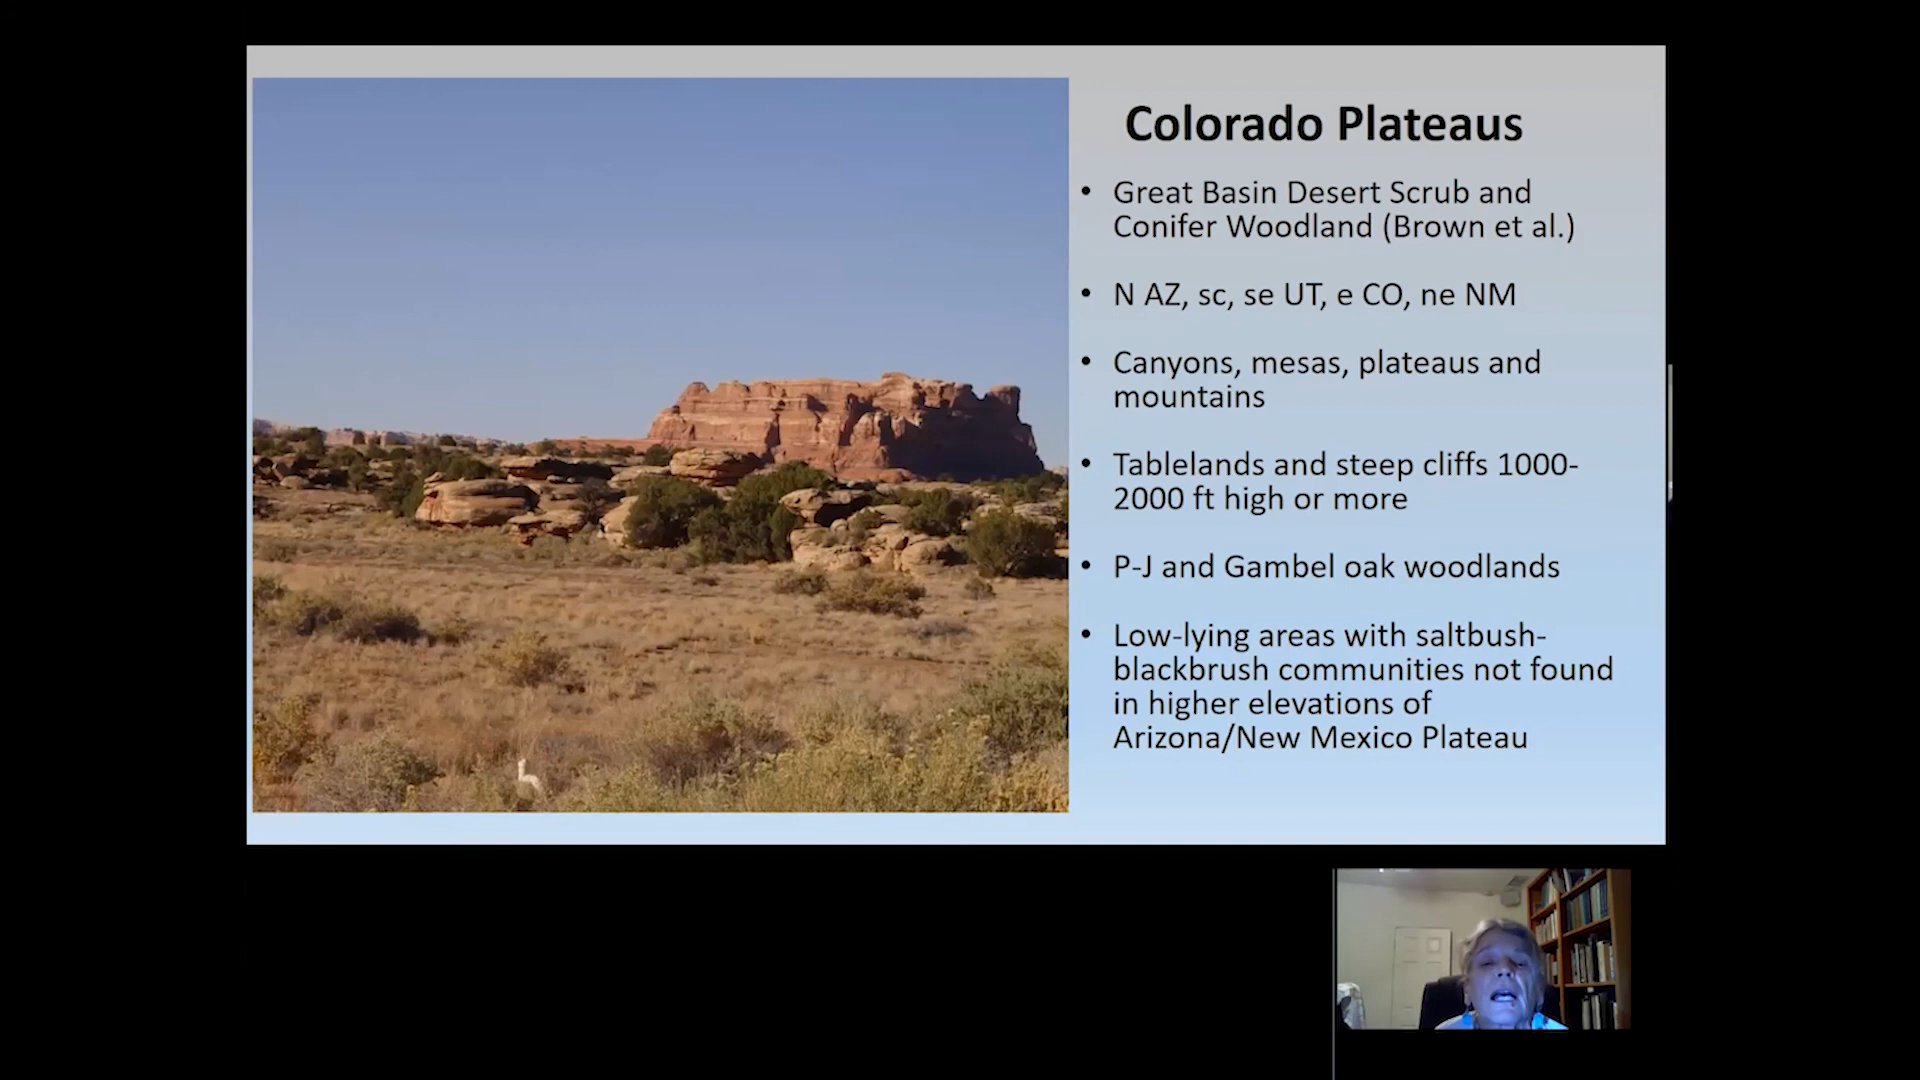 Colorado Plateaus
• Great Basin Desert Scrub and
Conifer Woodland (Brown et al.)
• N AZ, sc, se UT, e CO, ne NM
• Canyons, mesas, plateaus and
mountains
• Tablelands and steep cliffs 1000-
2000 ft high or more
• P-J and Gambel oak woodlands
• Low-lying areas with saltbush-
blackbrush communities not found
in higher elevations of
Arizona/New Mexico Plateau